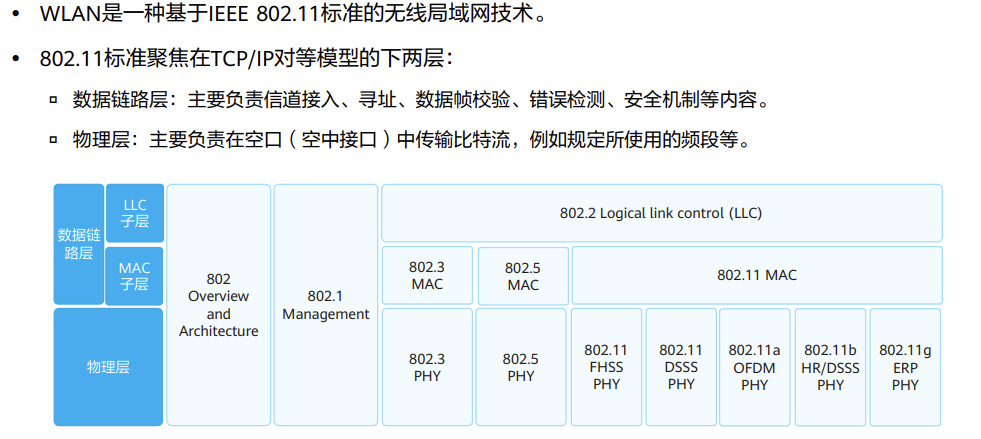 • WLAN是一种基于IEEE 802.11标准的无线局域网技术。
• 802.11标准聚焦在TCP/IP对等模型的下两层：
▫ 数据链路层：主要负责信道接入、寻址、数据帧校验、错误检测、安全机制等内容。
▫ 物理层：主要负责在空口（空中接口）中传输比特流，例如规定所使用的频段等。
数据链
路层
LLC
子层
MAC
子层
物理层
802
Overview
and
Architecture
802.1
Management
802.2 Logical link control (LLC)
802.3
MAC
802.5
MAC
802.11 MAC
802.3
PHY
802.5
PHY
802.11
FHSS
PHY
802.11
DSSS
PHY
802.11a
OFDM
PHY
802.11b
HR/DSSS
PHY
802.11g
ERP
PHY